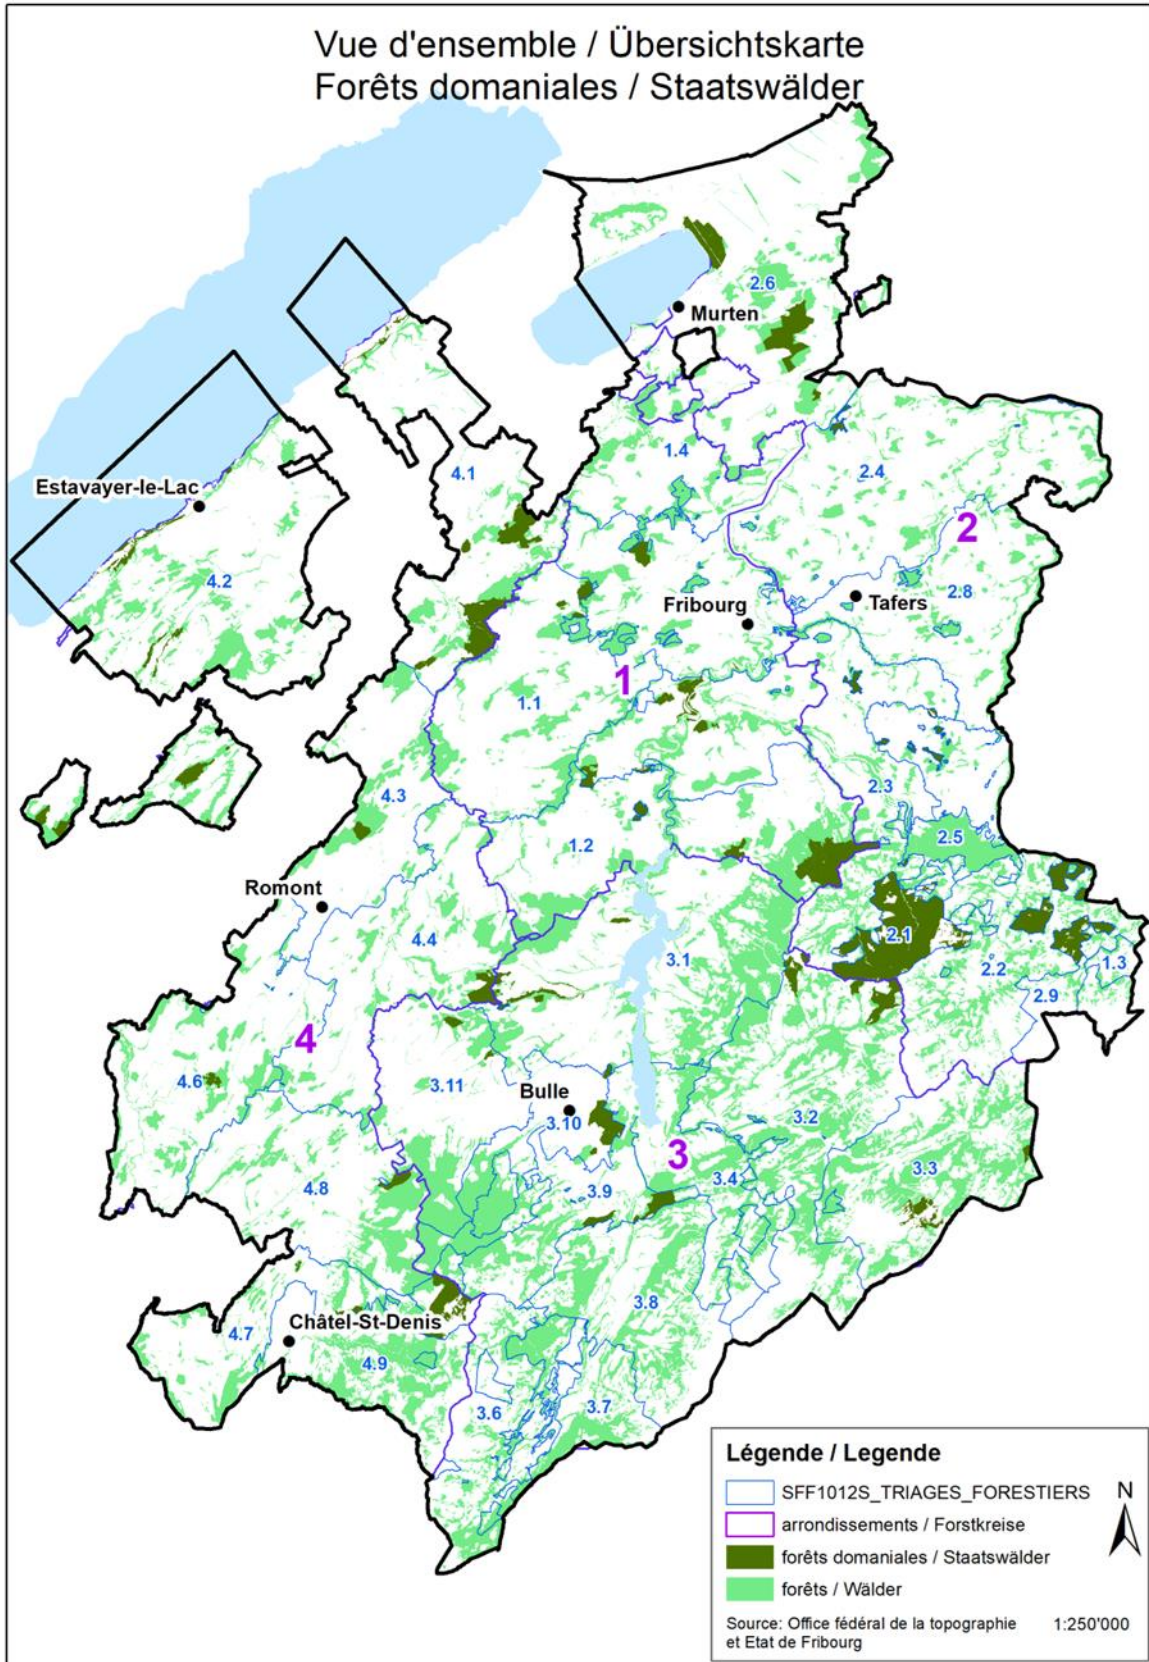 Vue d'ensemble / Übersichtskarte
Forêts domaniales / Staatswälder
2.6
Murten
1.4
4.1
2.4
Estavayer-le-Lac
2
4.2
Fribourg
Tafers
2.8
1
1.1
4.3
2.3
1.2
2.5
Romont
4.4
2.1
3.1
2.2
1.3
2.9
4
4.6
3.11
Bulle
3.10
3.2
3
3.3
3.4
4.8
3.9
3.8
4.7
Châtel-St-Denis
4.9
3.6
3.7
Légende / Legende
SFF1012S_TRIAGES_FORESTIERS
N
arrondissements / Forstkreise
forêts domaniales / Staatswälder
forêts / Wälder
Source: Office fédéral de la topographie
et Etat de Fribourg
1:250'000